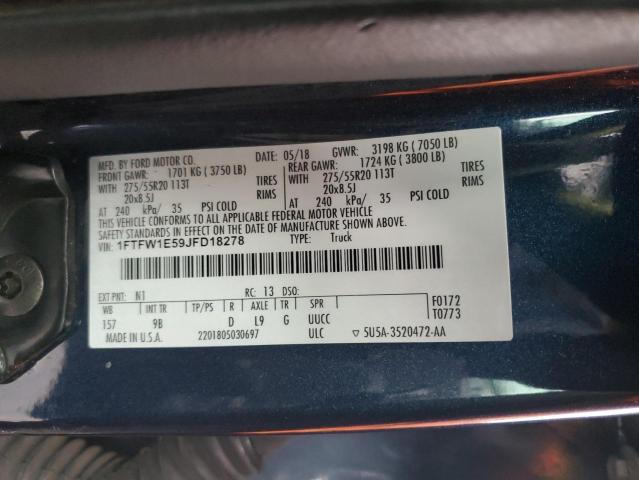 MFD. BY FORD MOTOR CO. DATE: 05/18 GVWR: 3198 KG ( 7050 LB)
FRONT GAWR: 1701 KG ( 3750 LB) REAR GAWR: 1724 KG ( 3800 LB)
WITH 275/55R20 113T TIRES WITH 275/55R20 113T TIRES
20x8.5J RIMS 20x8.5J RIMS
AT 240 kPa/ 35 PSI COLD AT 240 kPa/ 35 PSI COLD
THIS VEHICLE CONFORMS TO ALL APPLICABLE FEDERAL MOTOR VEHICLE
SAFETY STANDARDS IN EFFECT ON THE DATE OF MANUFACTURE SHOWN ABOVE.
VIN: 1FTFW1E59JFD18278 TYPE: Truck
EXT PNT: N1 RC: 13 DSO: F0172
WB INT TR TP/PS R AXLE TR SPR T0773
157 9B D L9 G UUCC
MADE IN U.S.A. 2201805030697 ULC ▽ 5U5A-3520472-AA